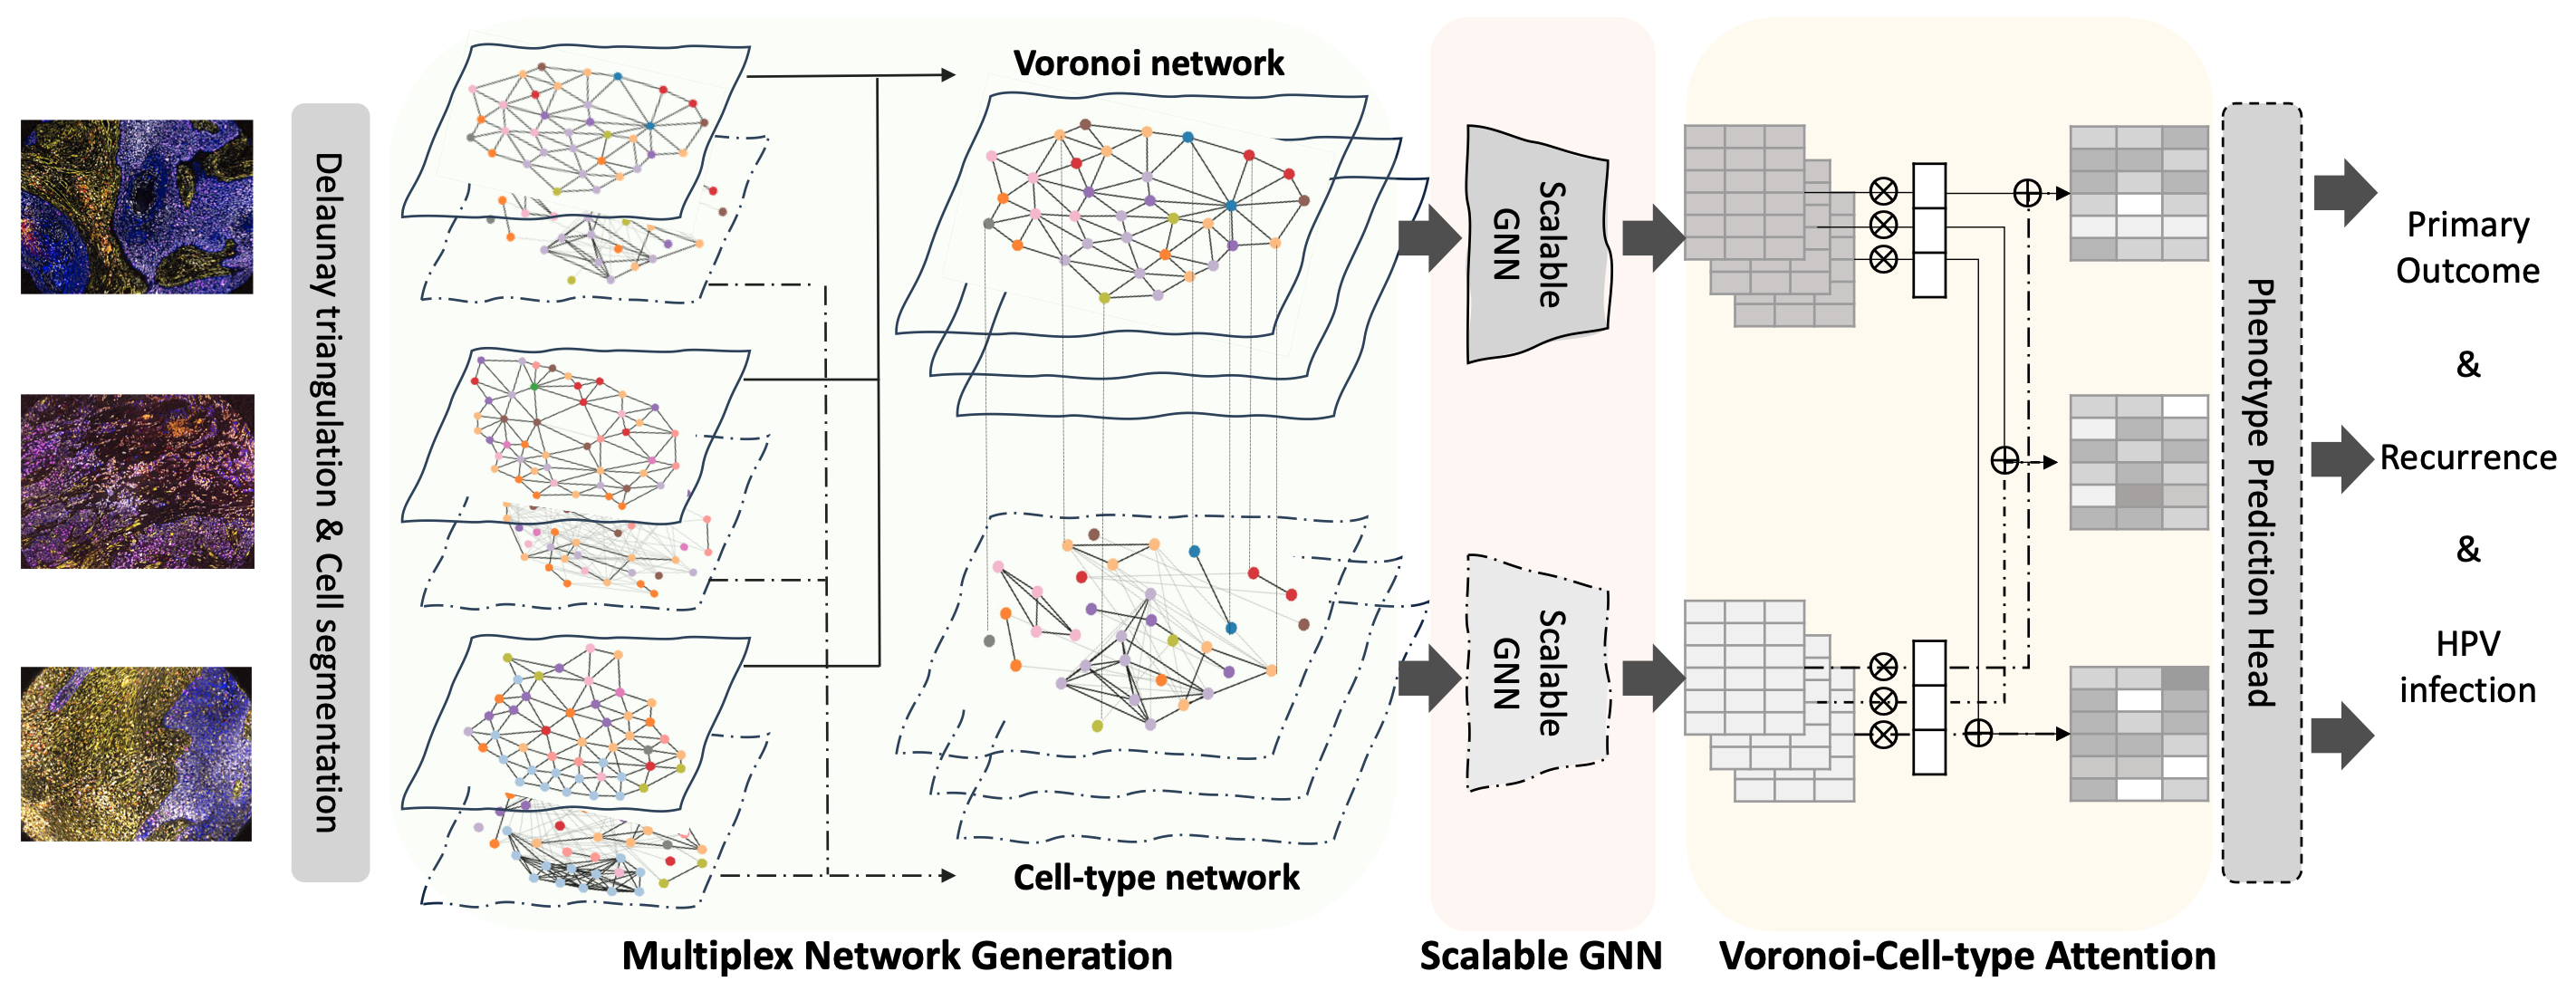 Delaunay triangulation & Cell segmentation
Voronoi network
Cell-type network
Multiplex Network Generation
Scalable
GNN
Scalable
GNN
Scalable GNN
Voronoi-Cell-type Attention
Phenotype Prediction Head
Primary
Outcome
&
Recurrence
&
HPV
infection